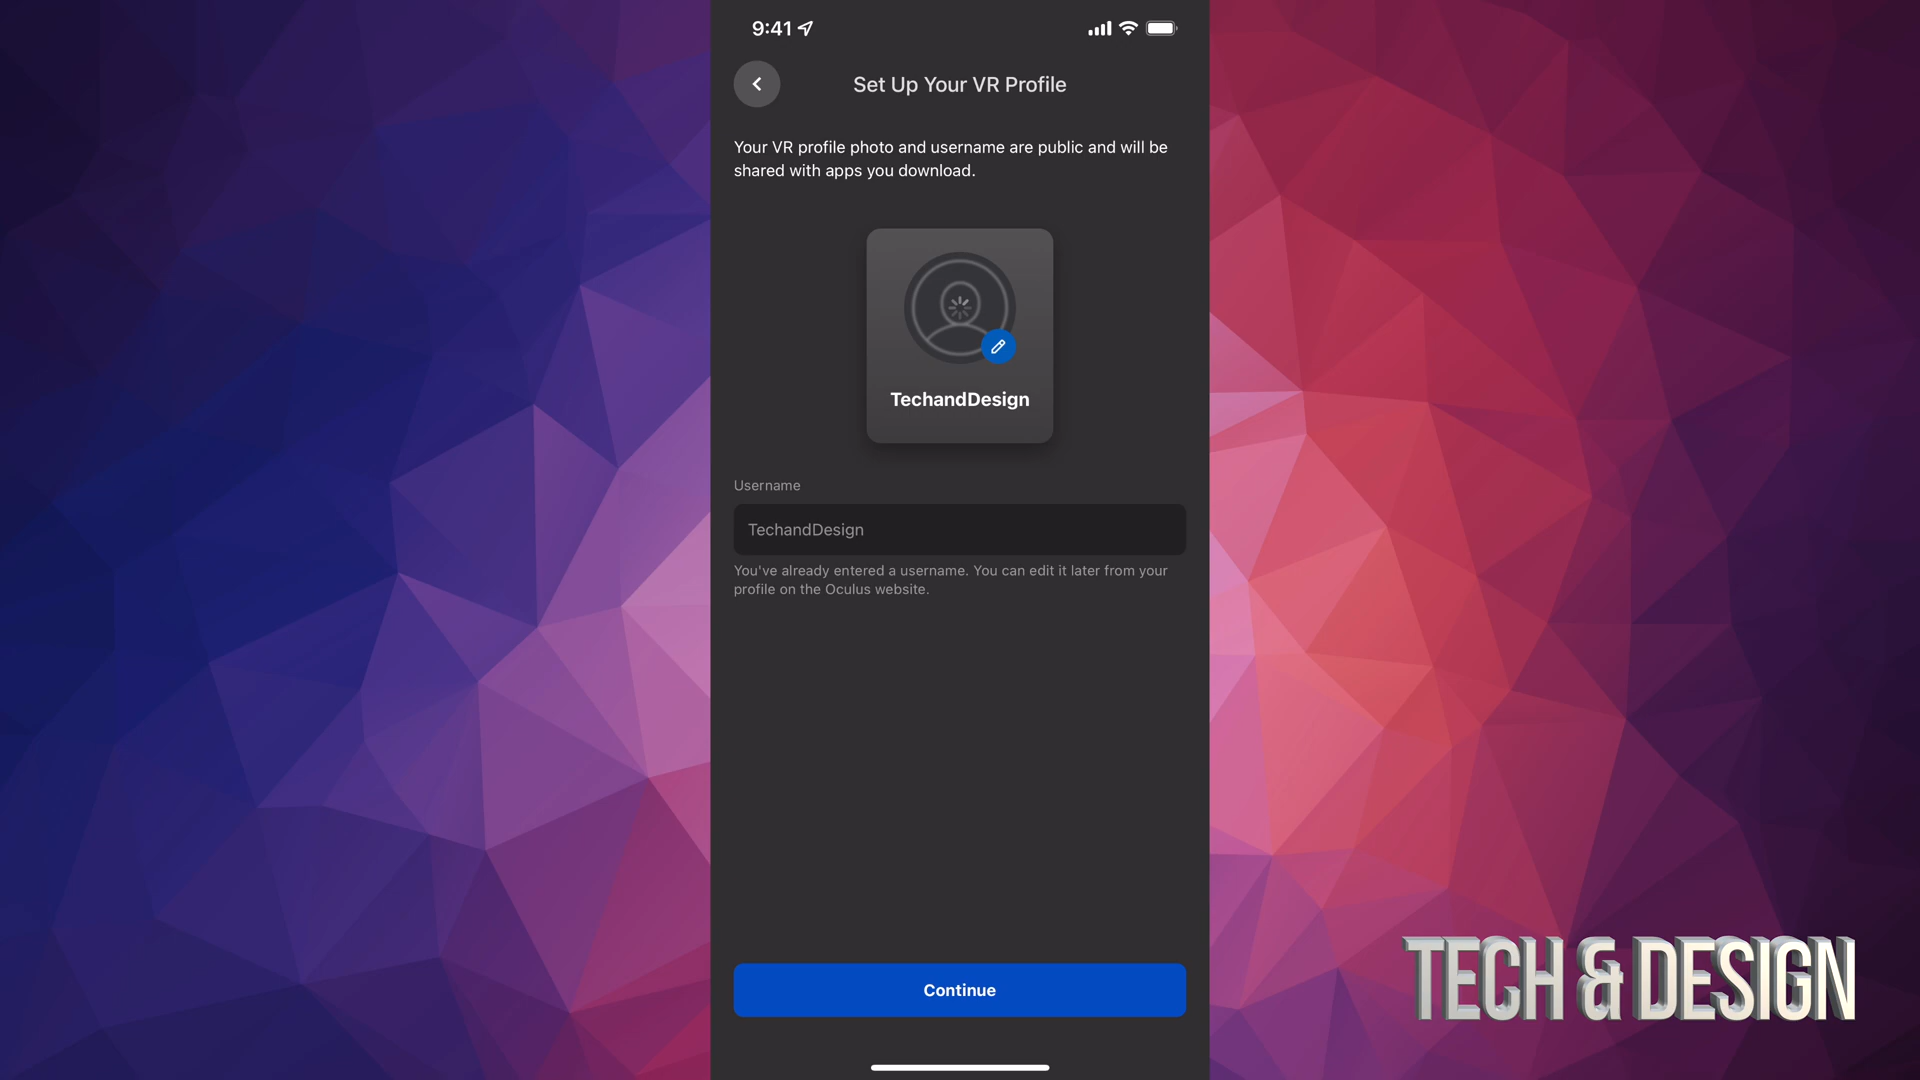 9:41
Set Up Your VR Profile
Your VR profile photo and username are public and will be
shared with apps you download.
TechandDesign
Username
TechandDesign
You've already entered a username. You can edit it later from your
profile on the Oculus website.
Continue
TECH & DESIGN